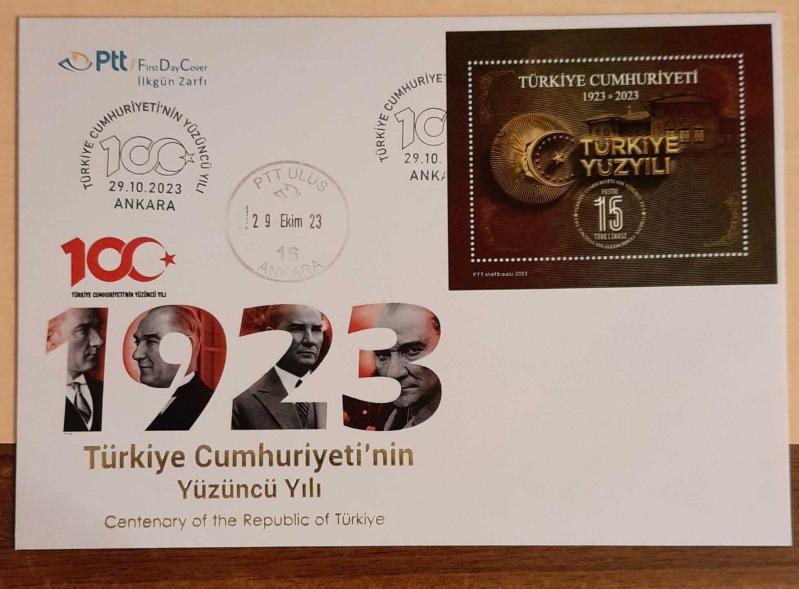 Ptt / First Day Cover
İlkgün Zarfı
TÜRKİYE CUMHURİYETİ'NİN YÜZÜNCÜ YILI
100
29.10.2023
ANKARA
TÜRKİYE CUMHURİYETİ'
100
29.10.
ANK
PTT ULUS
29 Ekim 23
16
ANKARA
TÜRKİYE CUMHURİYETİ
1923 ★ 2023
TÜRKİYE
YÜZYILI
POSTA
15
TÜRK LİRASI
PTT Matbaası 2023
100
TÜRKİYE CUMHURİYETİ'NİN YÜZÜNCÜ YILI
1923
Türkiye Cumhuriyeti'nin
Yüzüncü Yılı
Centenary of the Republic of Türkiye